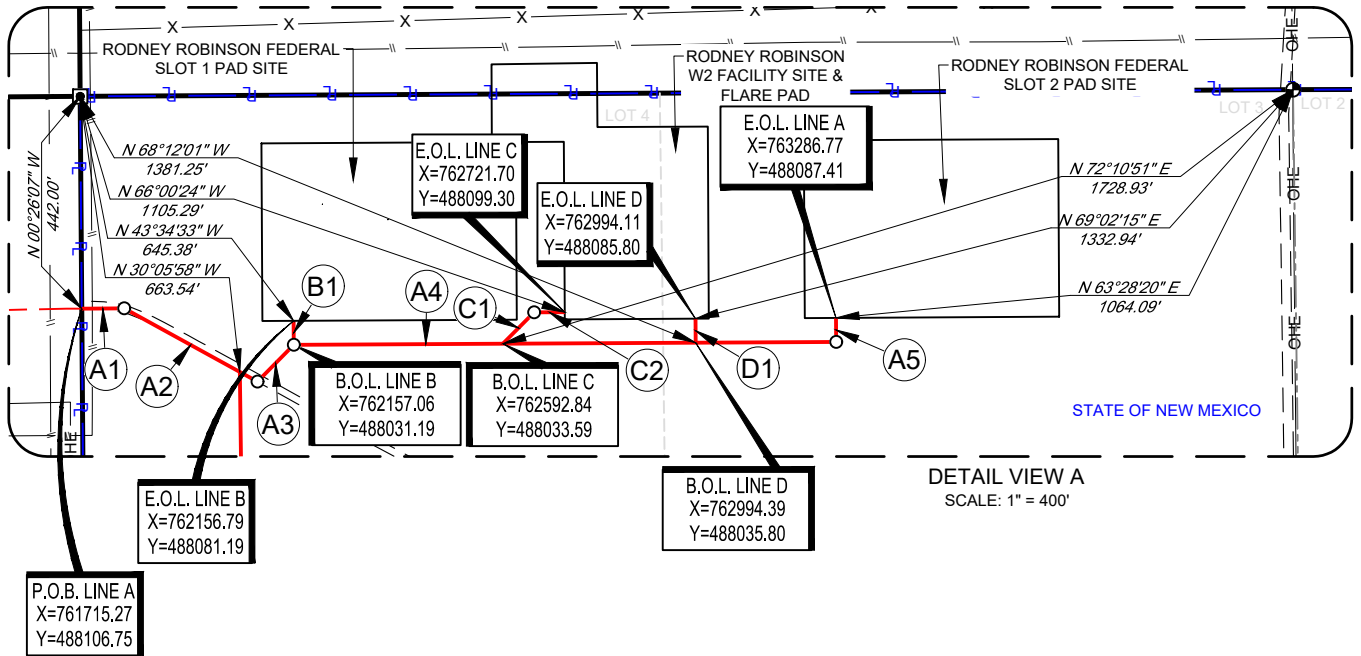 X
X
X
X
X
X
RODNEY ROBINSON FEDERAL
SLOT 1 PAD SITE
RODNEY ROBINSON
W2 FACILITY SITE &
FLARE PAD
RODNEY ROBINSON FEDERAL
SLOT 2 PAD SITE
OHE
LOT 4
LOT 3
LOT 2
N 00°26'07" W
442.00'
N 68°12'01" W
1381.25'
N 66°00'24" W
1105.29'
N 43°34'33" W
645.38'
N 30°05'58" W
663.54'
E.O.L. LINE C
X=762721.70
Y=488099.30
E.O.L. LINE D
X=762994.11
Y=488085.80
E.O.L. LINE A
X=763286.77
Y=488087.41
N 72°10'51" E
1728.93'
N 69°02'15" E
1332.94'
N 63°28'20" E
1064.09'
OHE
OHE
A1
A2
A3
B1
A4
C1
C2
D1
A5
B.O.L. LINE B
X=762157.06
Y=488031.19
B.O.L. LINE C
X=762592.84
Y=488033.59
STATE OF NEW MEXICO
HE
E.O.L. LINE B
X=762156.79
Y=488081.19
B.O.L. LINE D
X=762994.39
Y=488035.80
DETAIL VIEW A
SCALE: 1" = 400'
P.O.B. LINE A
X=761715.27
Y=488106.75